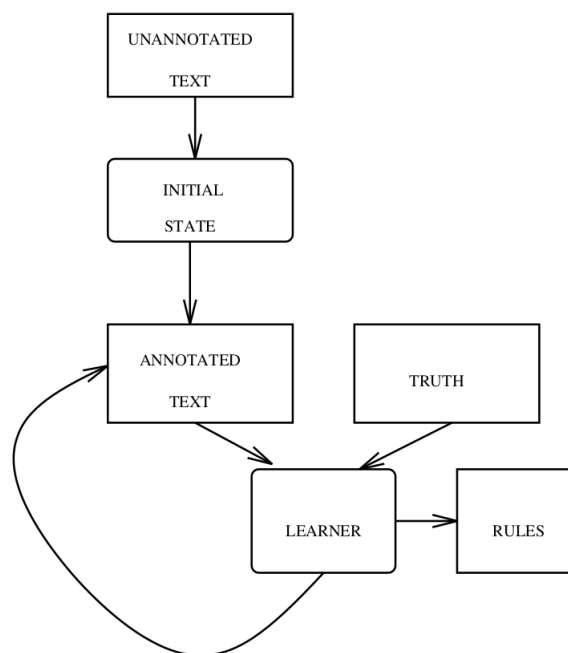 UNANNOTATED
TEXT
INITIAL
STATE
ANNOTATED
TEXT
TRUTH
LEARNER
RULES